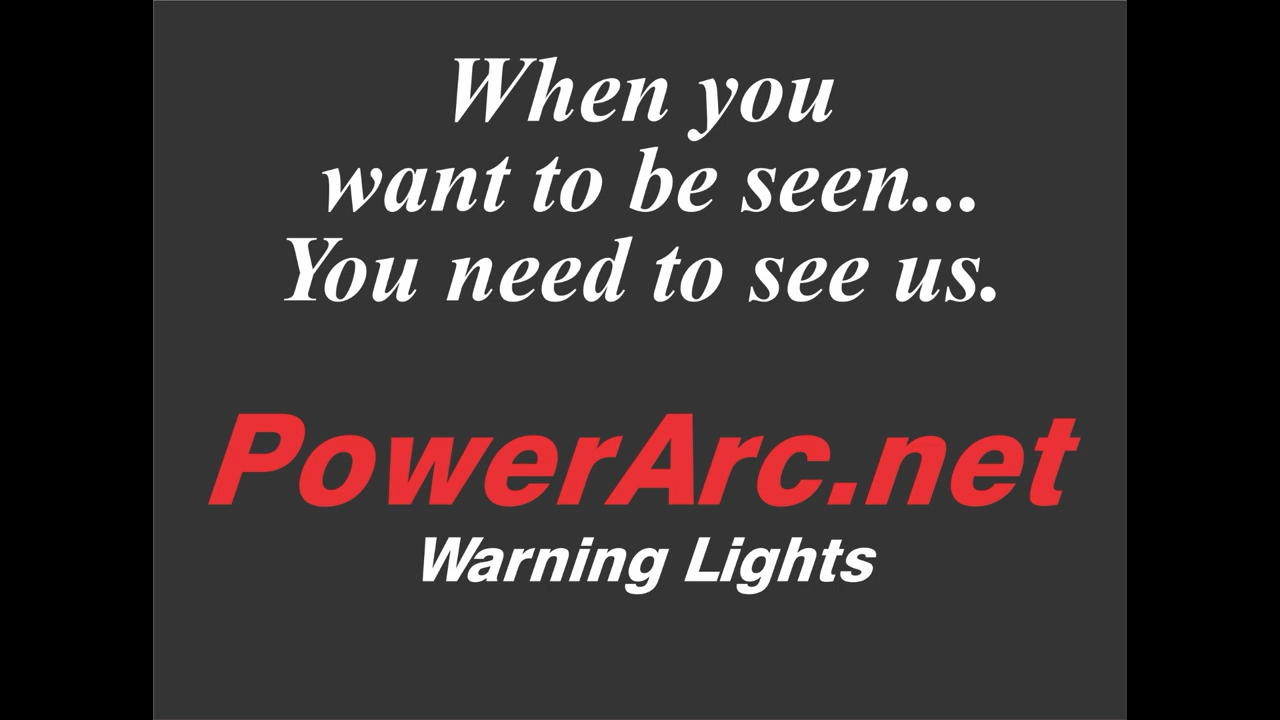 When you
want to be seen...
You need to see us.
PowerArc.net
Warning Lights